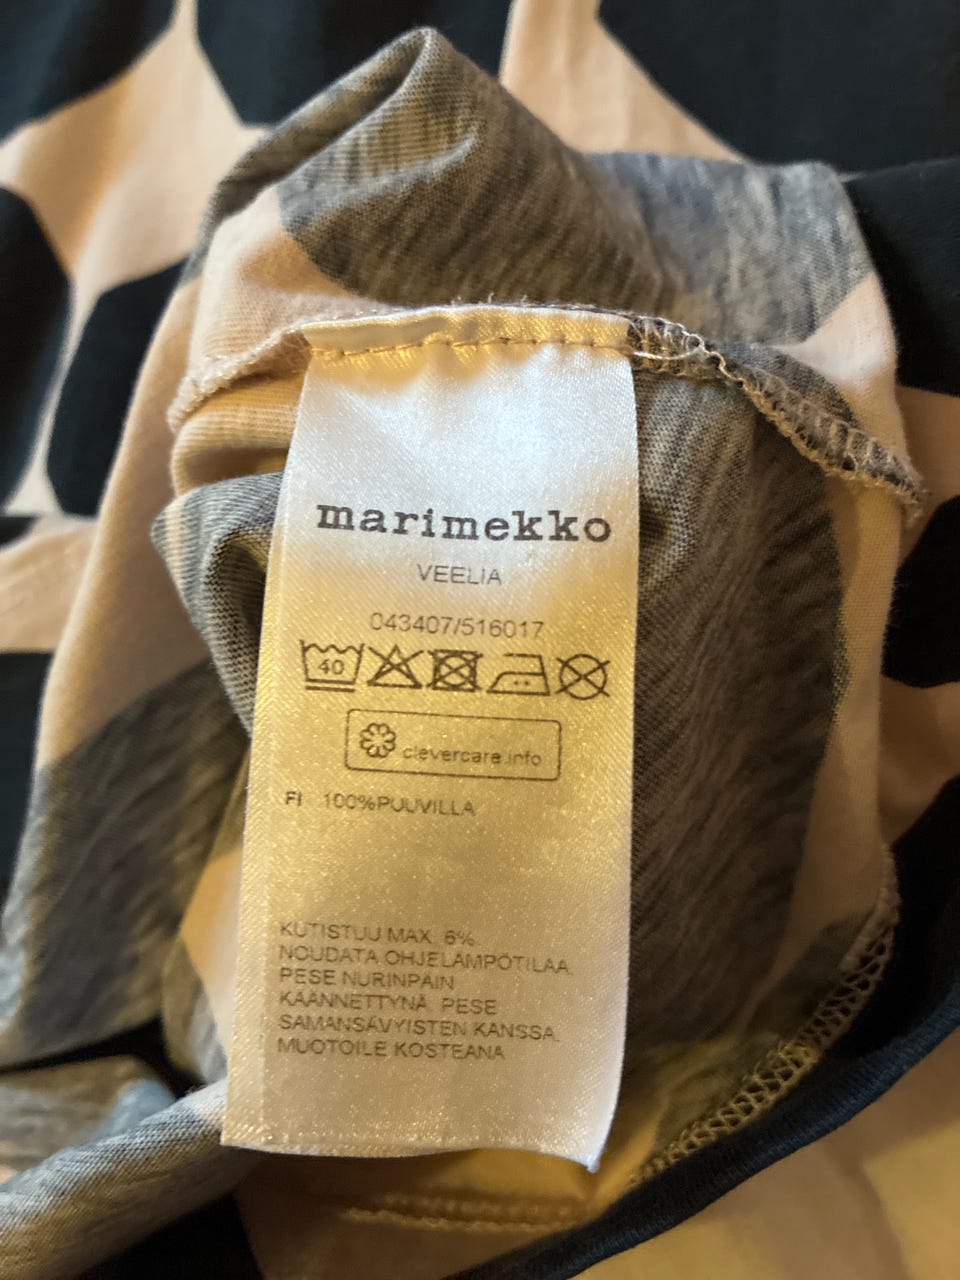 marimekko
VEELIA
043407/516017
40
clevercare.info
FI 100%PUUVILLA
KUTISTUU MAX. 6%.
NOUDATA OHJELÄMPÖTILAA.
PESE NURINPÄIN
KÄÄNNETTYNÄ. PESE
SAMANSÄVYISTEN KANSSA.
MUOTOILE KOSTEANA